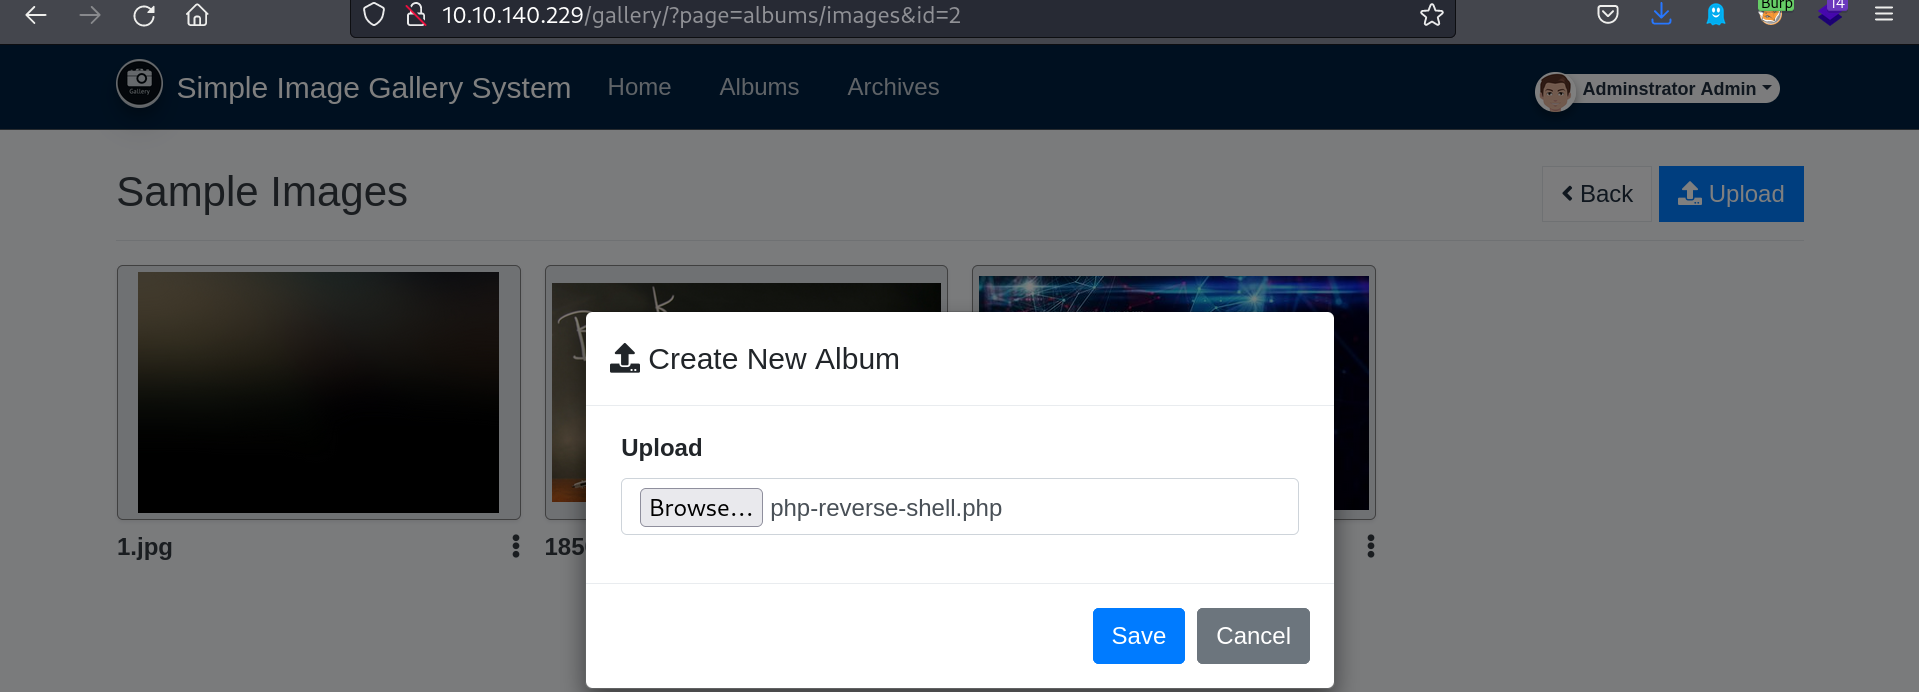 10.10.140.229/gallery/?page=albums/images&id=2
Burp
14
Gallery
Simple Image Gallery System
Home
Albums
Archives
Adminstrator Admin
Sample Images
Back
Upload
Create New Album
Upload
Browse…
php-reverse-shell.php
1.jpg
185
Save
Cancel